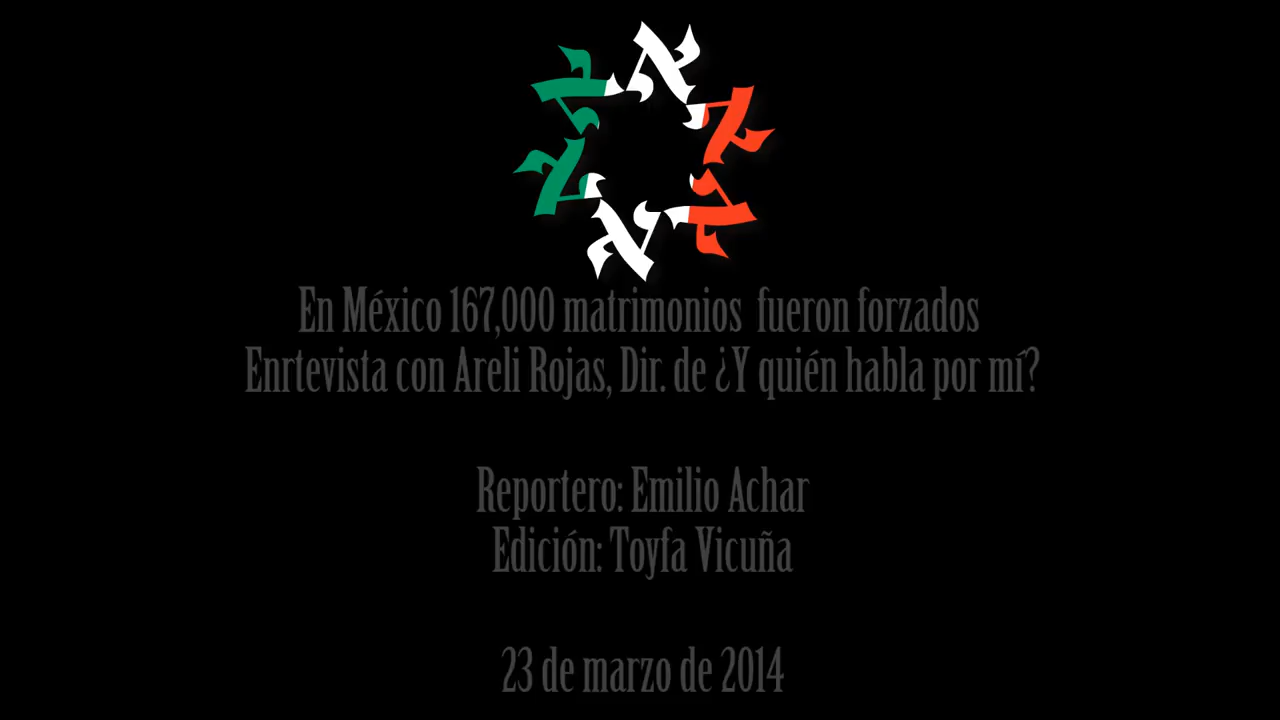 א א א א א א
En México 167,000 matrimonios fueron forzados
Enrtevista con Areli Rojas, Dir. de ¿Y quién habla por mí?
Reportero: Emilio Achar
Edición: Toyfa Vicuña
23 de marzo de 2014